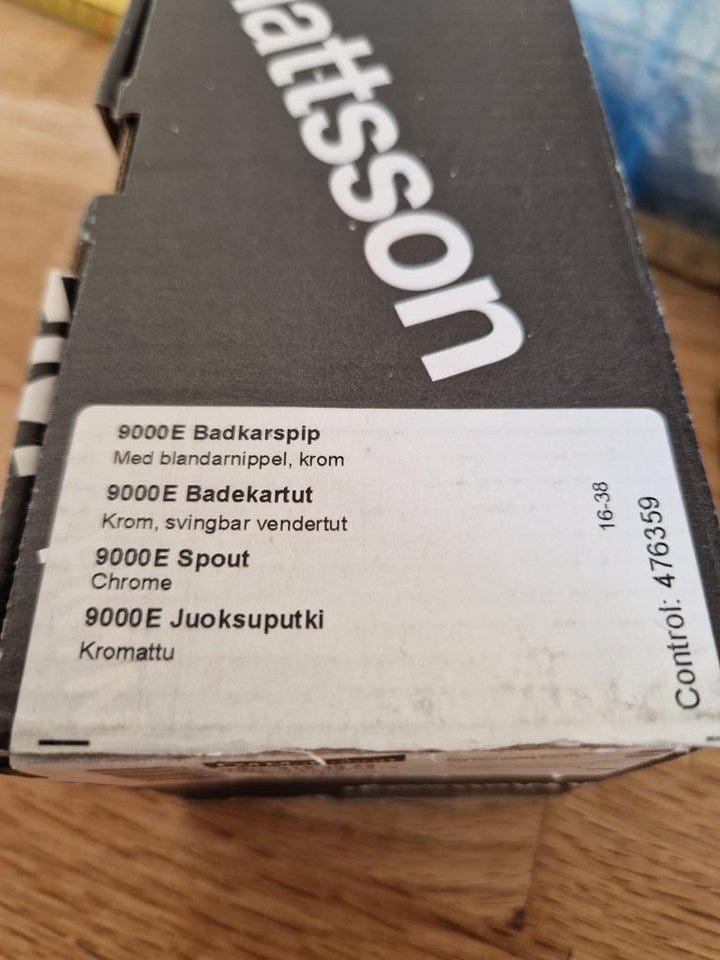 attsson
9000E Badkarspip
Med blandarnippel, krom
9000E Badekartut
Krom, svingbar vendertut
9000E Spout
Chrome
9000E Juoksuputki
Kromattu
16-38
Control: 476359